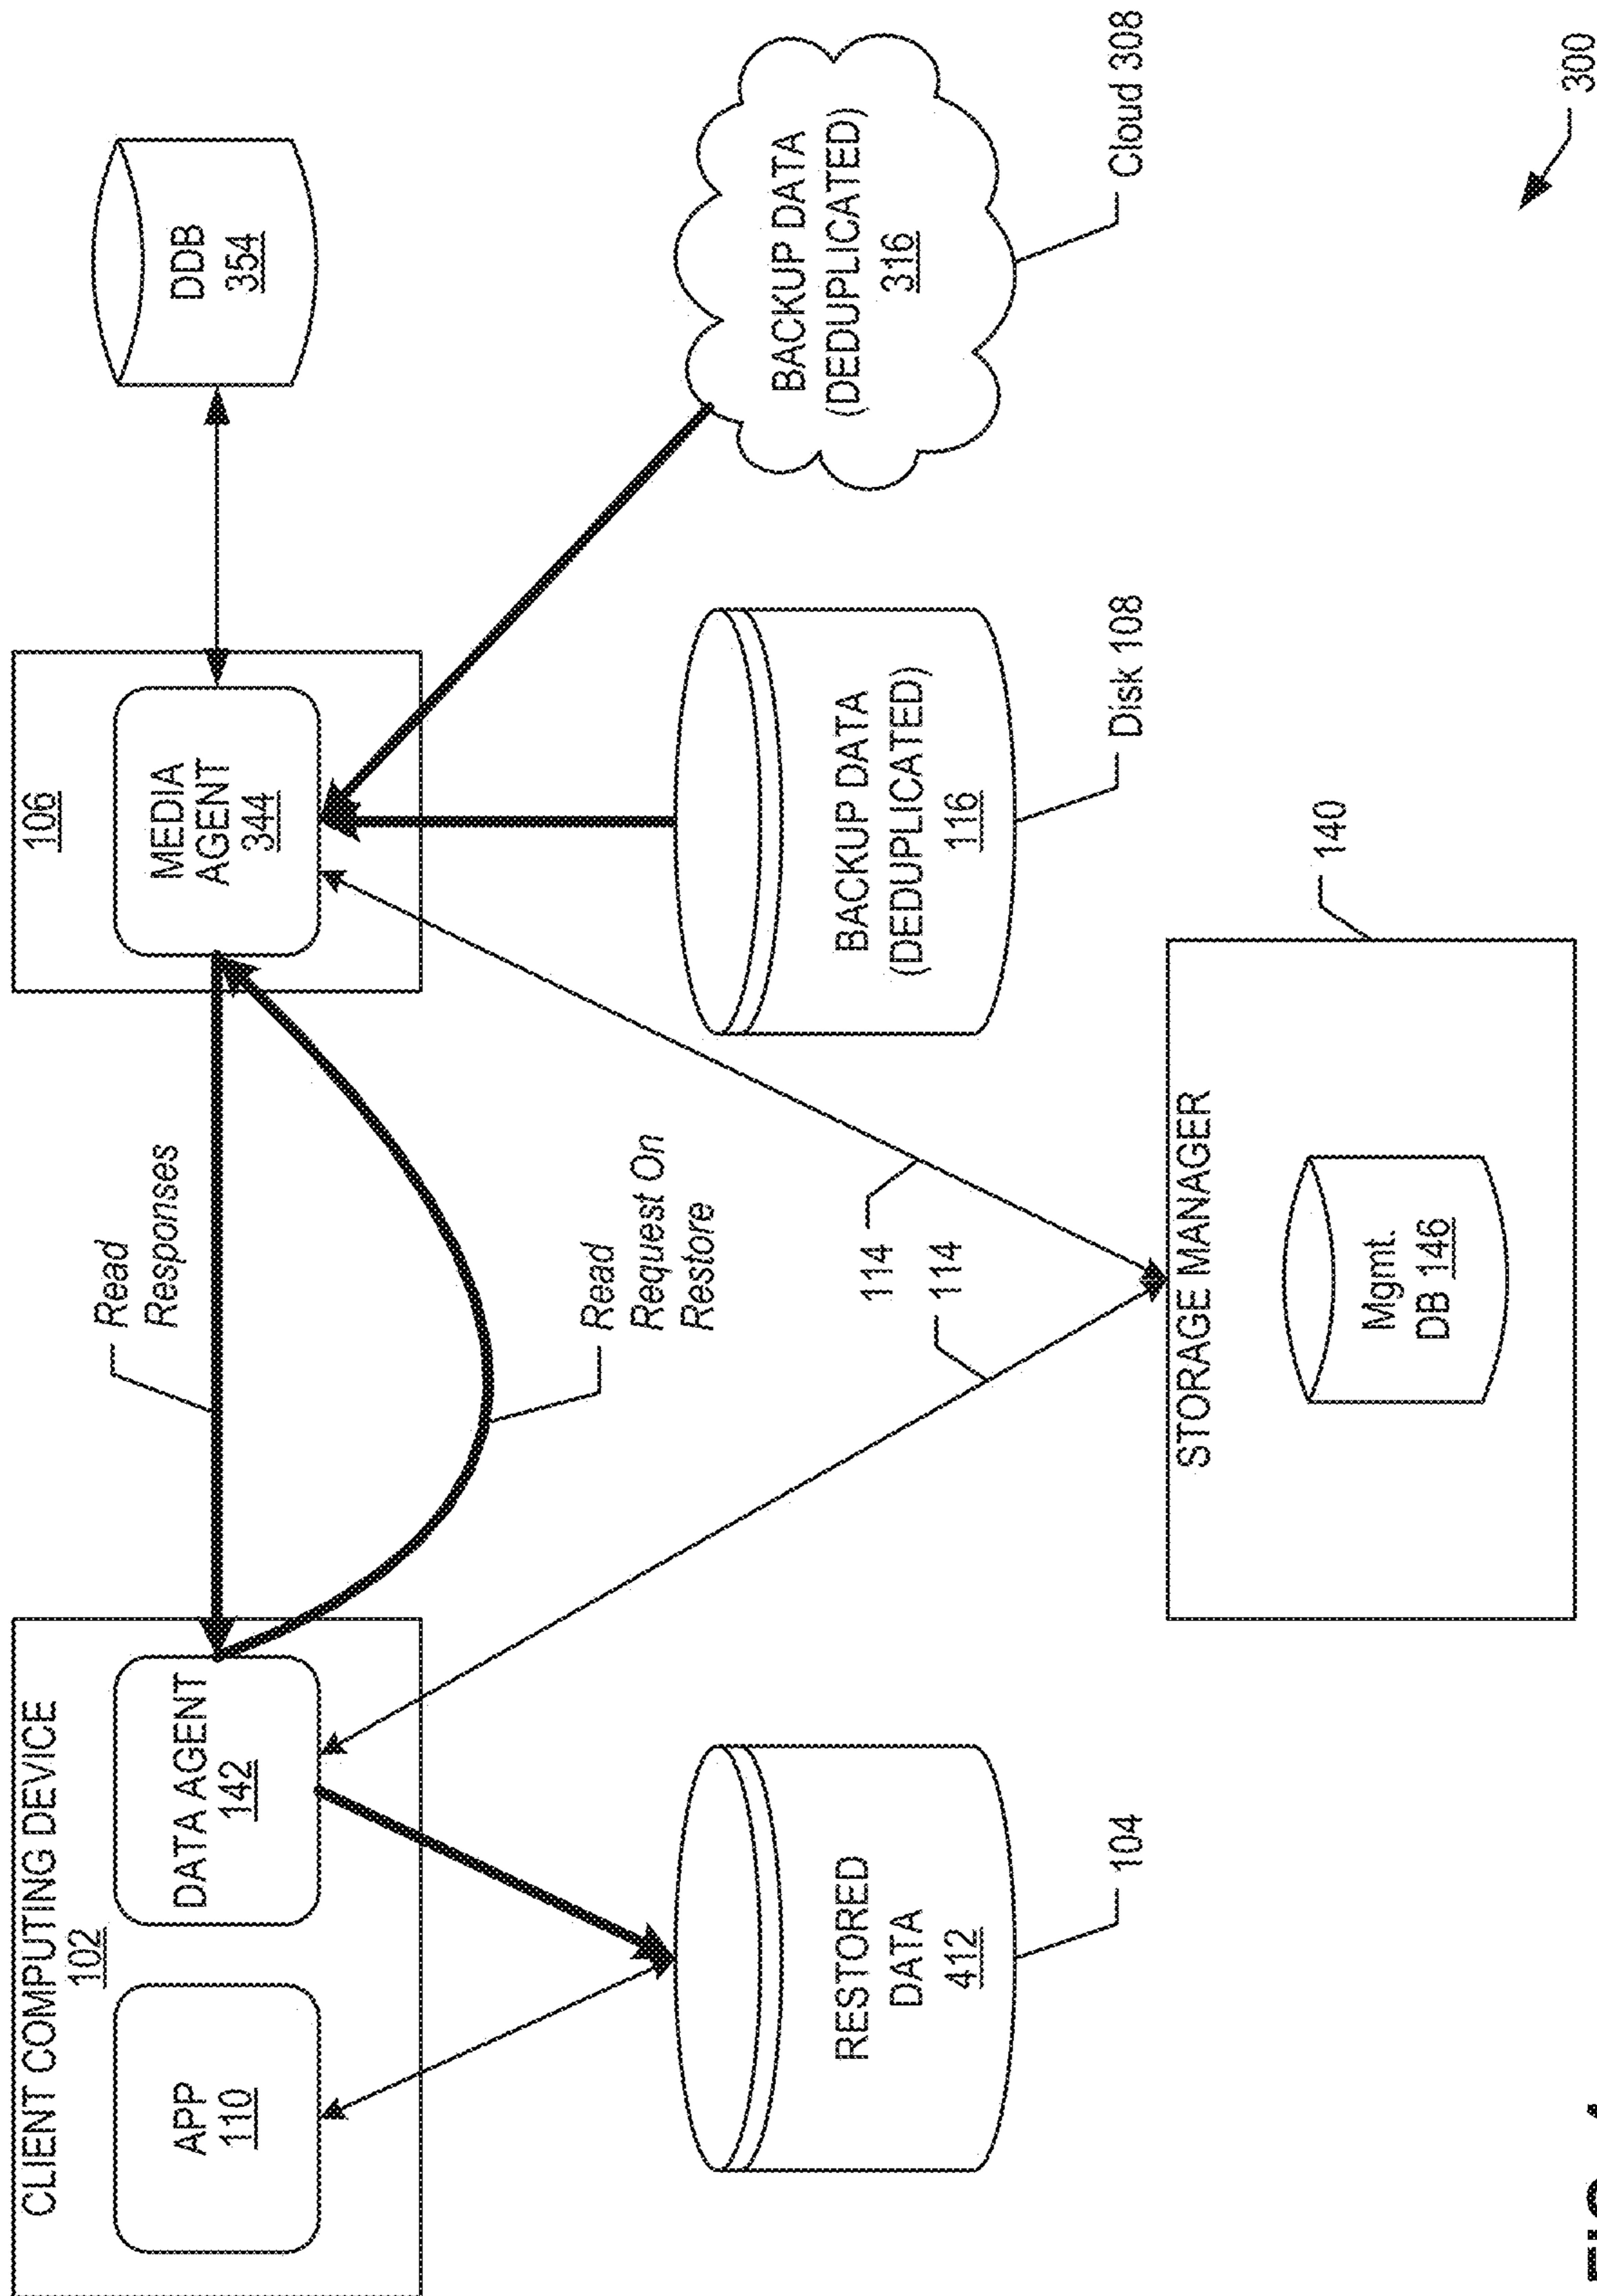 CLIENT COMPUTING DEVICE
102
APP
110
DATA AGENT
142
Read
Responses
Read
Request On
Restore
106
MEDIA
AGENT
344
DDB
354
RESTORED
DATA
412
104
114
114
BACKUP DATA
(DEDUPLICATED)
116
Disk 108
BACKUP DATA
(DEDUPLICATED)
316
Cloud 308
STORAGE MANAGER
Mgmt.
DB 146
140
300